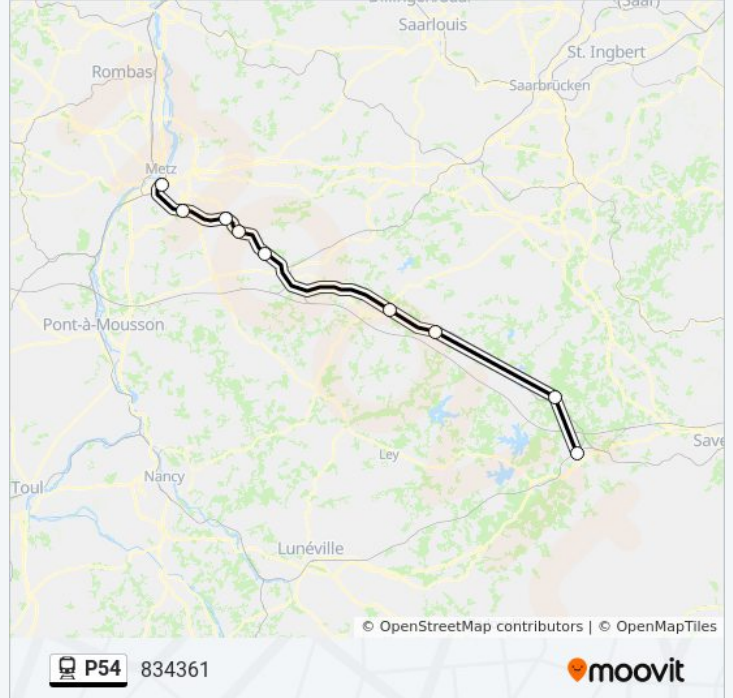 Saarlouis
(Saar)
St. Ingbert
Rombas
Saarbrücken
Metz
Pont-à-Mousson
Save
Ley
Nancy
Toul
Lunéville
© OpenStreetMap contributors | © OpenMapTiles
P54 834361
moovit